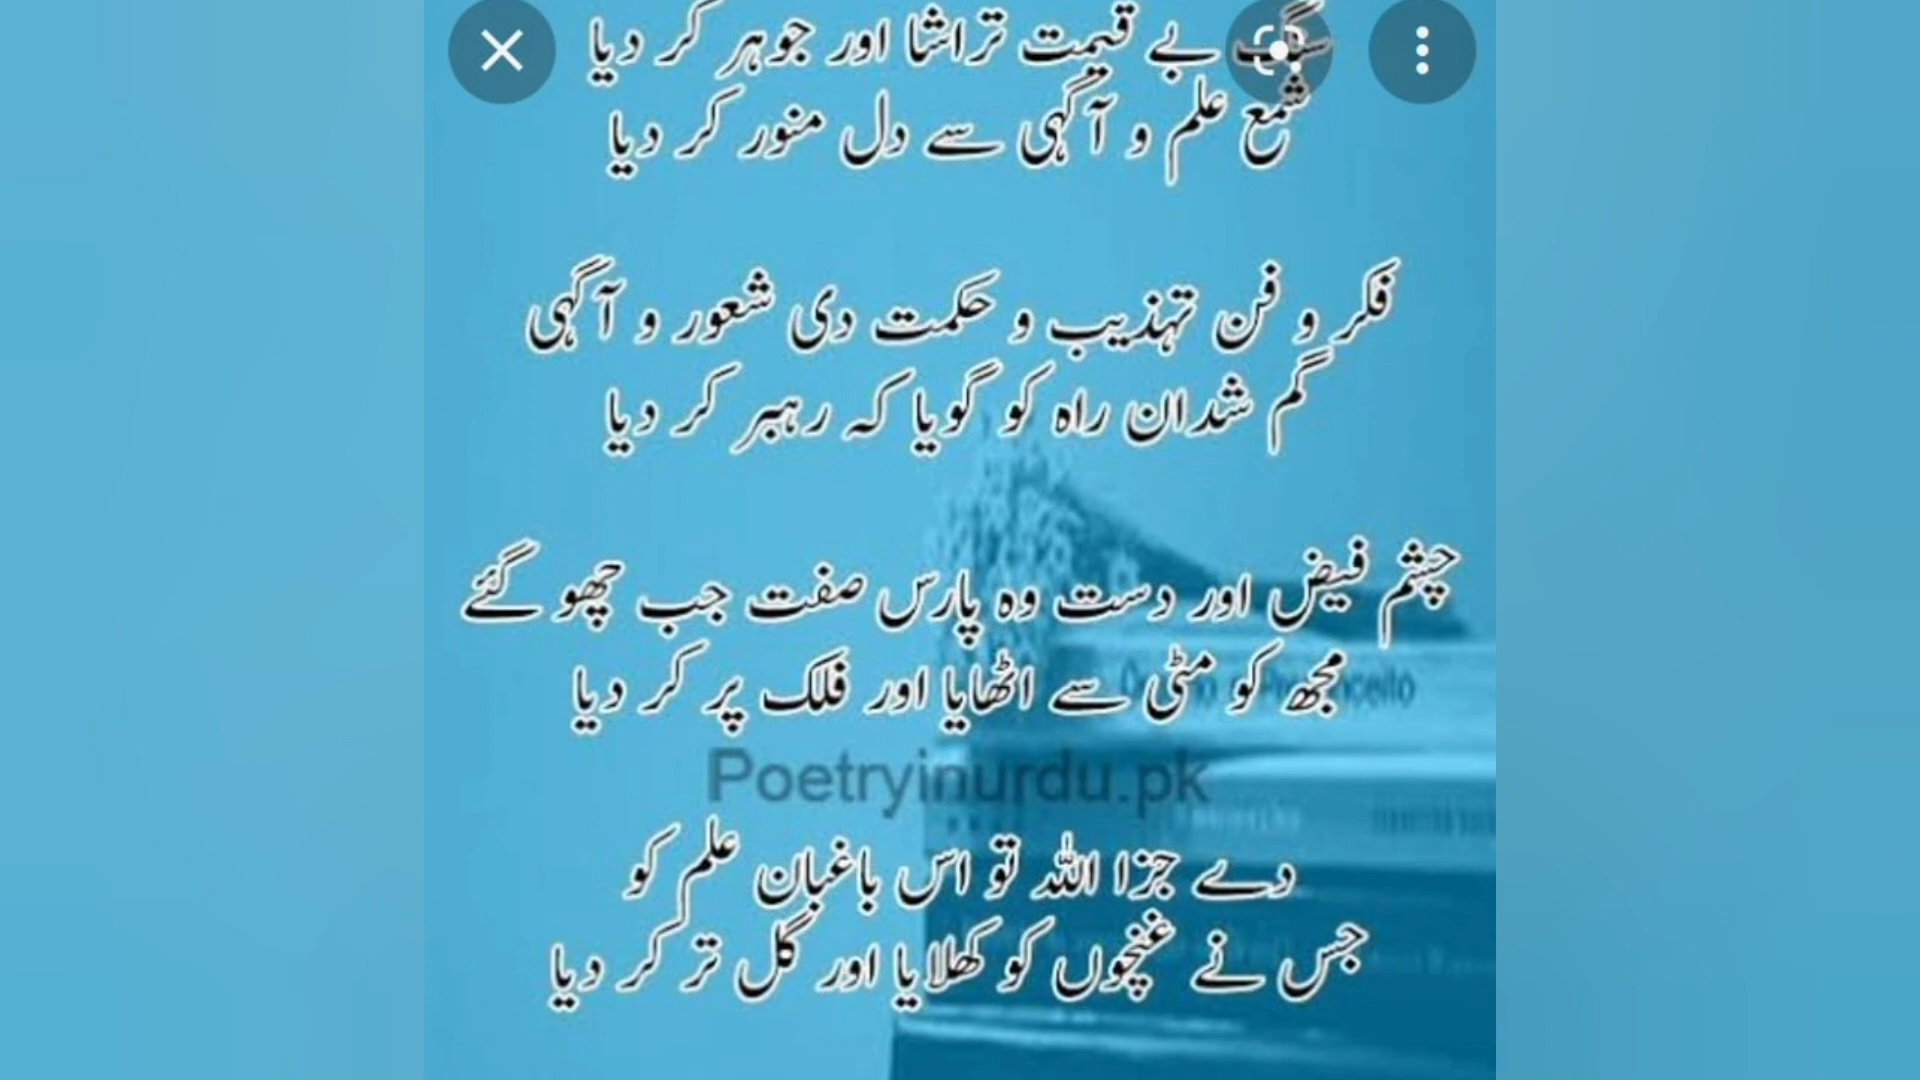 سنگ بے قیمت تراشا اور جوہر کر دیا
شمع علم و آگہی سے دل منور کر دیا
فکر و فن تہذیب و حکمت دی شعور و آگہی
گم شدان راہ کو گویا کہ رہبر کر دیا
چشم فیض اور دست وہ پارس صفت جب چھو گئے
مجھ کو مٹی سے اٹھایا اور فلک پر کر دیا
Poetryinurdu.pk
دے جزا اللہ تو اس باغبان علم کو
جس نے غنچوں کو کھلایا اور گل تر کر دیا